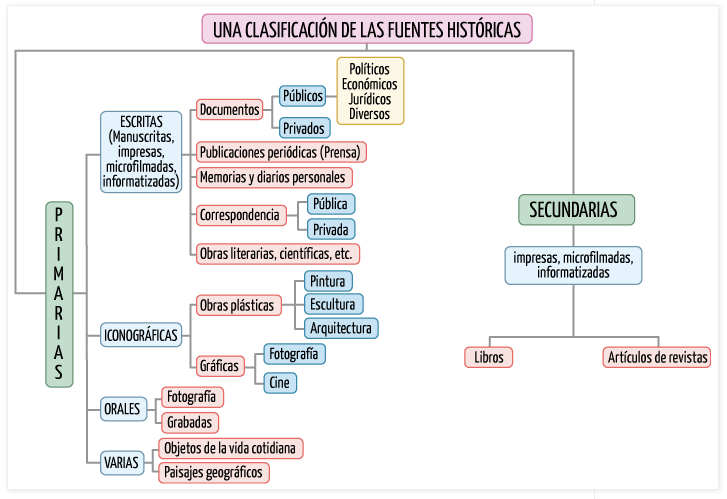 UNA CLASIFICACIÓN DE LAS FUENTES HISTÓRICAS
PRIMARIAS
ESCRITAS
(Manuscritas,
impresas,
microfilmadas,
informatizadas)
Documentos
Públicos
Políticos
Económicos
Jurídicos
Diversos
Privados
Publicaciones periódicas (Prensa)
Memorias y diarios personales
Correspondencia
Pública
Privada
Obras literarias, científicas, etc.
ICONOGRÁFICAS
Obras plásticas
Pintura
Escultura
Arquitectura
Gráficas
Fotografía
Cine
ORALES
Fotografía
Grabadas
VARIAS
Objetos de la vida cotidiana
Paisajes geográficos
SECUNDARIAS
impresas, microfilmadas,
informatizadas
Libros
Artículos de revistas